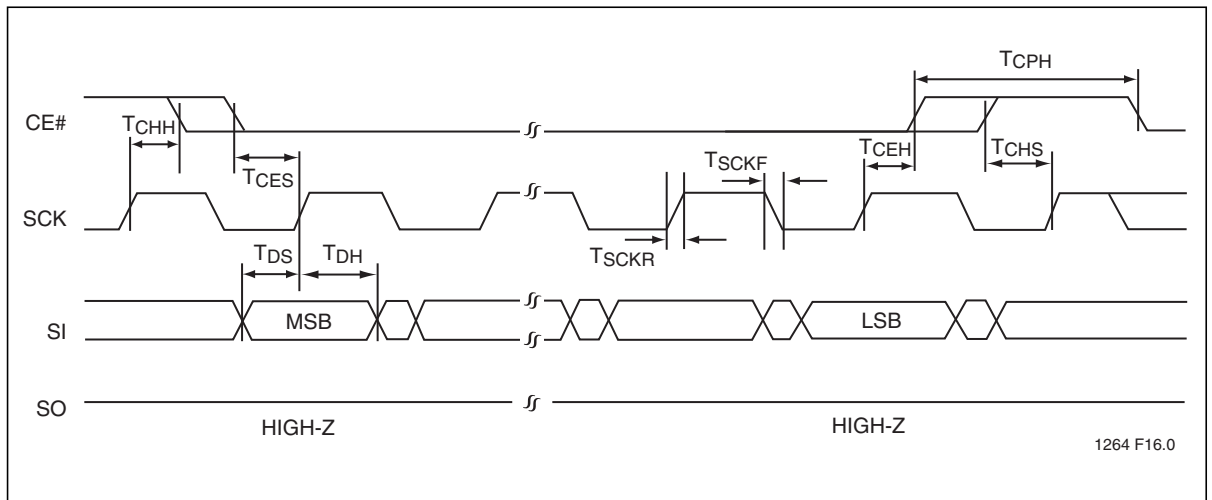 TCPH
CE#
TCHH
TCES
TSCKF
TCEH
TCHS
SCK
TSCKR
TDS
TDH
SI
MSB
LSB
SO
HIGH-Z
HIGH-Z
1264 F16.0